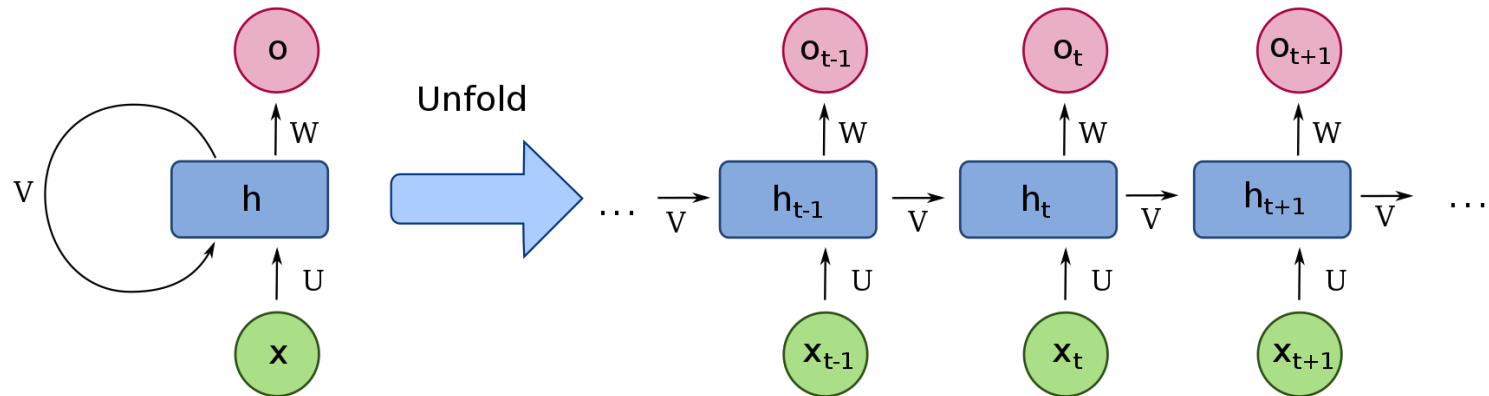 o
W
V
h
U
x
Unfold
...
V
o_{t-1}
W
h_{t-1}
U
x_{t-1}
V
o_t
W
h_t
U
x_t
V
o_{t+1}
W
h_{t+1}
U
x_{t+1}
V
...